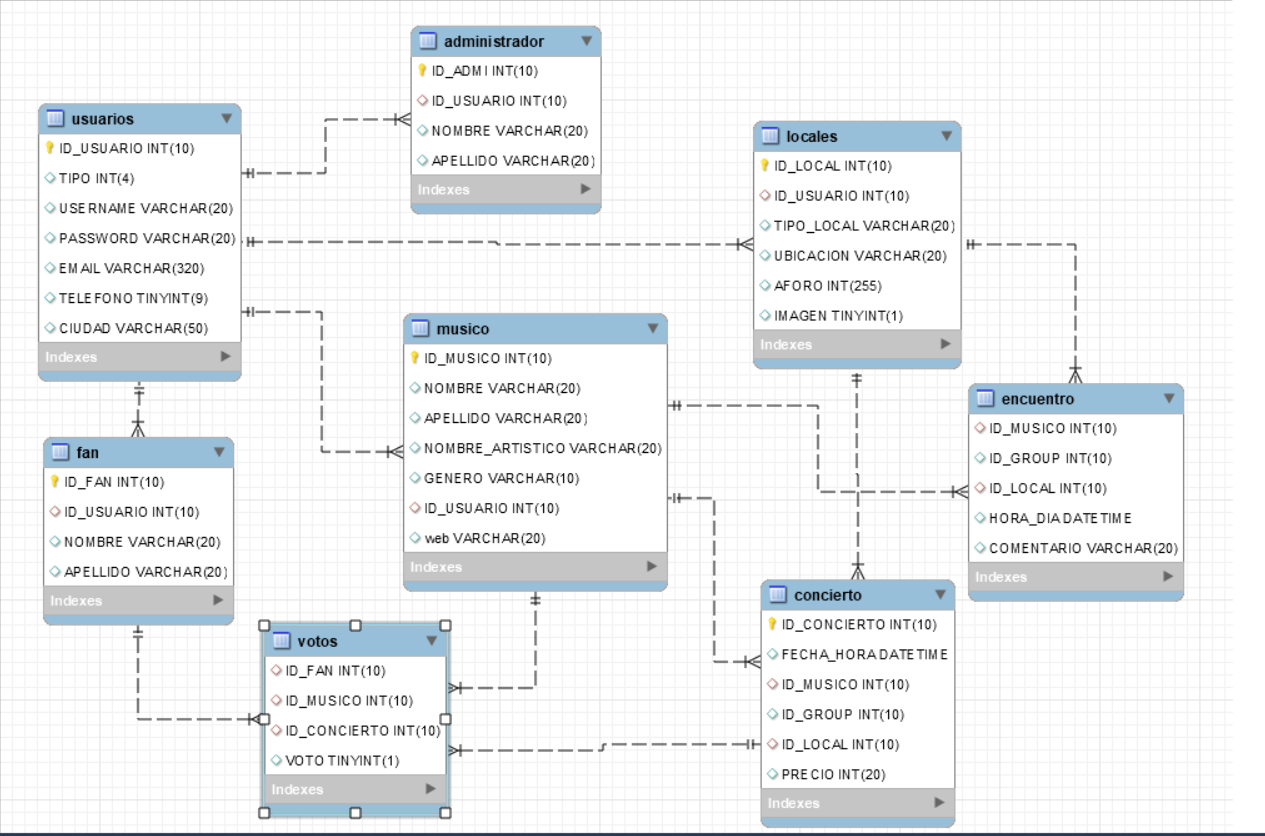 administrador
ID_ADMI INT(10)
ID_USUARIO INT(10)
NOMBRE VARCHAR(20)
APELLIDO VARCHAR(20)
Indexes
usuarios
ID_USUARIO INT(10)
TIPO INT(4)
USERNAME VARCHAR(20)
PASSWORD VARCHAR(20)
EMAIL VARCHAR(320)
TELEFONO TINYINT(9)
CIUDAD VARCHAR(50)
Indexes
locales
ID_LOCAL INT(10)
ID_USUARIO INT(10)
TIPO_LOCAL VARCHAR(20)
UBICACION VARCHAR(20)
AFORO INT(255)
IMAGEN TINYINT(1)
Indexes
musico
ID_MUSICO INT(10)
NOMBRE VARCHAR(20)
APELLIDO VARCHAR(20)
NOMBRE_ARTISTICO VARCHAR(20)
GENERO VARCHAR(10)
ID_USUARIO INT(10)
web VARCHAR(20)
Indexes
encuentro
ID_MUSICO INT(10)
ID_GROUP INT(10)
ID_LOCAL INT(10)
HORA_DIA DATETIME
COMENTARIO VARCHAR(20)
Indexes
fan
ID_FAN INT(10)
ID_USUARIO INT(10)
NOMBRE VARCHAR(20)
APELLIDO VARCHAR(20)
Indexes
votos
ID_FAN INT(10)
ID_MUSICO INT(10)
ID_CONCIERTO INT(10)
VOTO TINYINT(1)
Indexes
concierto
ID_CONCIERTO INT(10)
FECHA_HORA DATETIME
ID_MUSICO INT(10)
ID_GROUP INT(10)
ID_LOCAL INT(10)
PRECIO INT(20)
Indexes